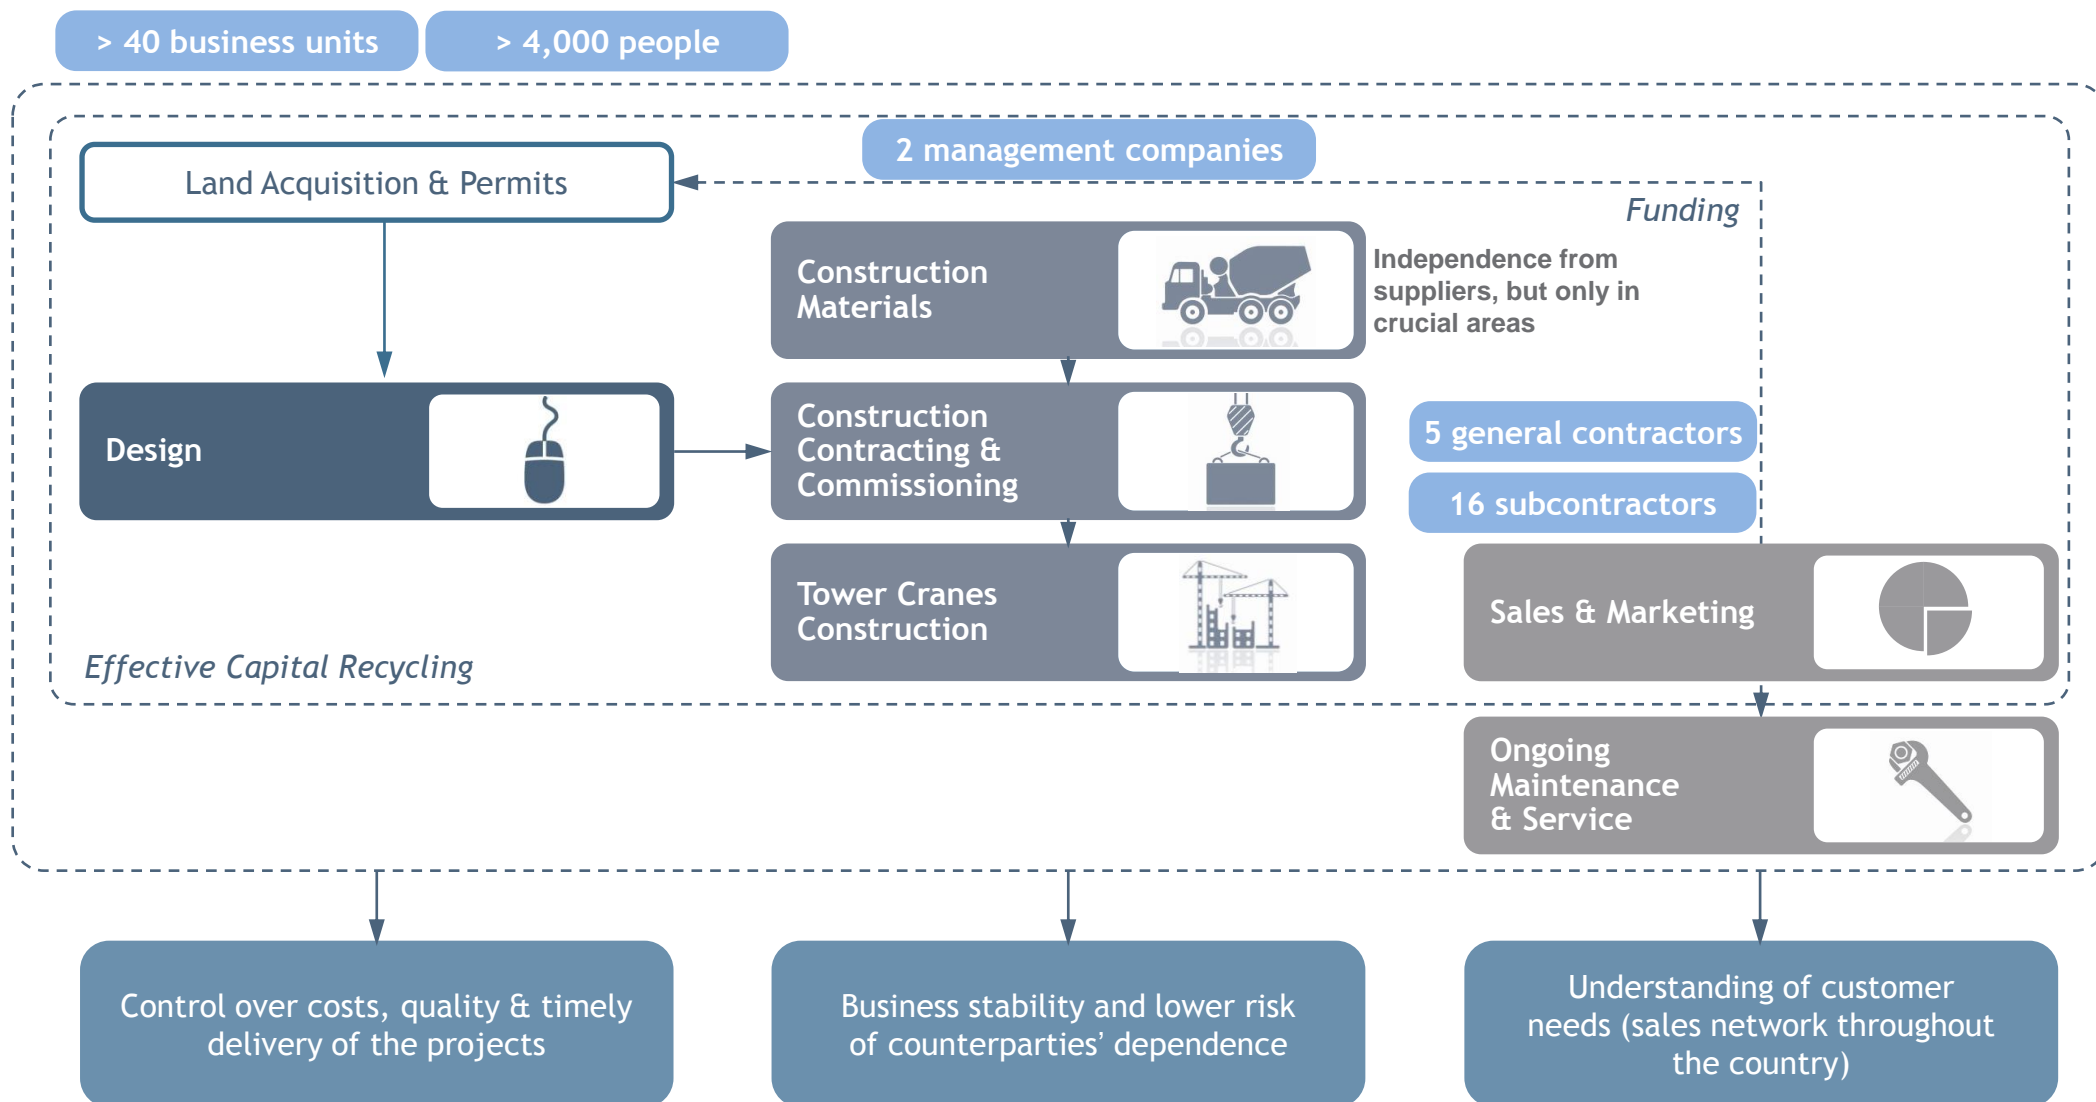 > 40 business units
> 4,000 people
2 management companies
Land Acquisition & Permits
Funding
Construction
Materials
Independence from
suppliers, but only in
crucial areas
Design
Construction
Contracting &
Commissioning
5 general contractors
16 subcontractors
Tower Cranes
Construction
Sales & Marketing
Effective Capital Recycling
Ongoing
Maintenance
& Service
Control over costs, quality & timely
delivery of the projects
Business stability and lower risk
of counterparties’ dependence
Understanding of customer
needs (sales network throughout
the country)